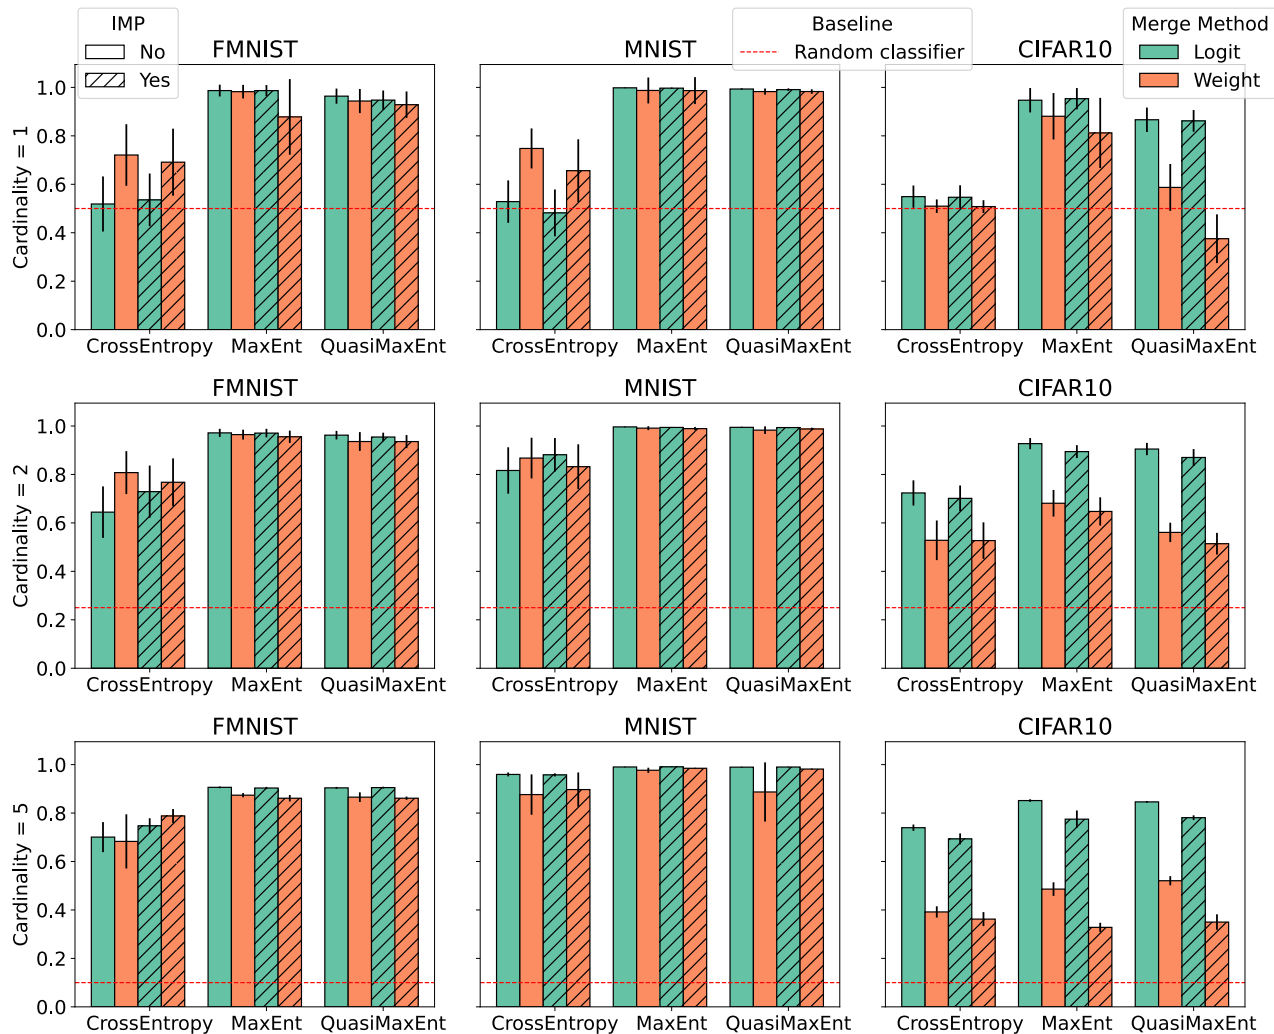 IMP
No
Yes
Baseline
Random classifier
Merge Method
Logit
Weight
FMNIST
MNIST
CIFAR10
Cardinality = 1
1.0
0.8
0.6
0.4
0.2
0.0
CrossEntropy MaxEnt QuasiMaxEnt
CrossEntropy MaxEnt QuasiMaxEnt
CrossEntropy MaxEnt QuasiMaxEnt
FMNIST
MNIST
CIFAR10
Cardinality = 2
1.0
0.8
0.6
0.4
0.2
0.0
CrossEntropy MaxEnt QuasiMaxEnt
CrossEntropy MaxEnt QuasiMaxEnt
CrossEntropy MaxEnt QuasiMaxEnt
FMNIST
MNIST
CIFAR10
Cardinality = 5
1.0
0.8
0.6
0.4
0.2
0.0
CrossEntropy MaxEnt QuasiMaxEnt
CrossEntropy MaxEnt QuasiMaxEnt
CrossEntropy MaxEnt QuasiMaxEnt